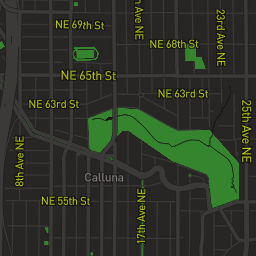 NE 69th St
NE 68th St
23rd Ave NE
NE 65th St
NE 63rd St
NE 63rd St
25th Ave NE
8th Ave NE
Calluna
NE 55th St
17th Ave NE
Ave NE